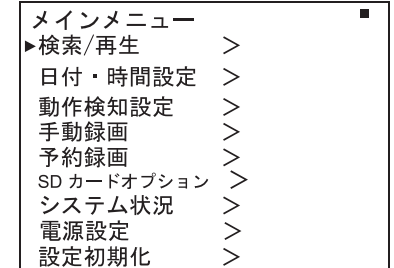 メインメニュー ■
▶検索/再生 ＞
日付・時間設定 ＞
動作検知設定 ＞
手動録画 ＞
予約録画 ＞
SD カードオプション ＞
システム状況 ＞
電源設定 ＞
設定初期化 ＞